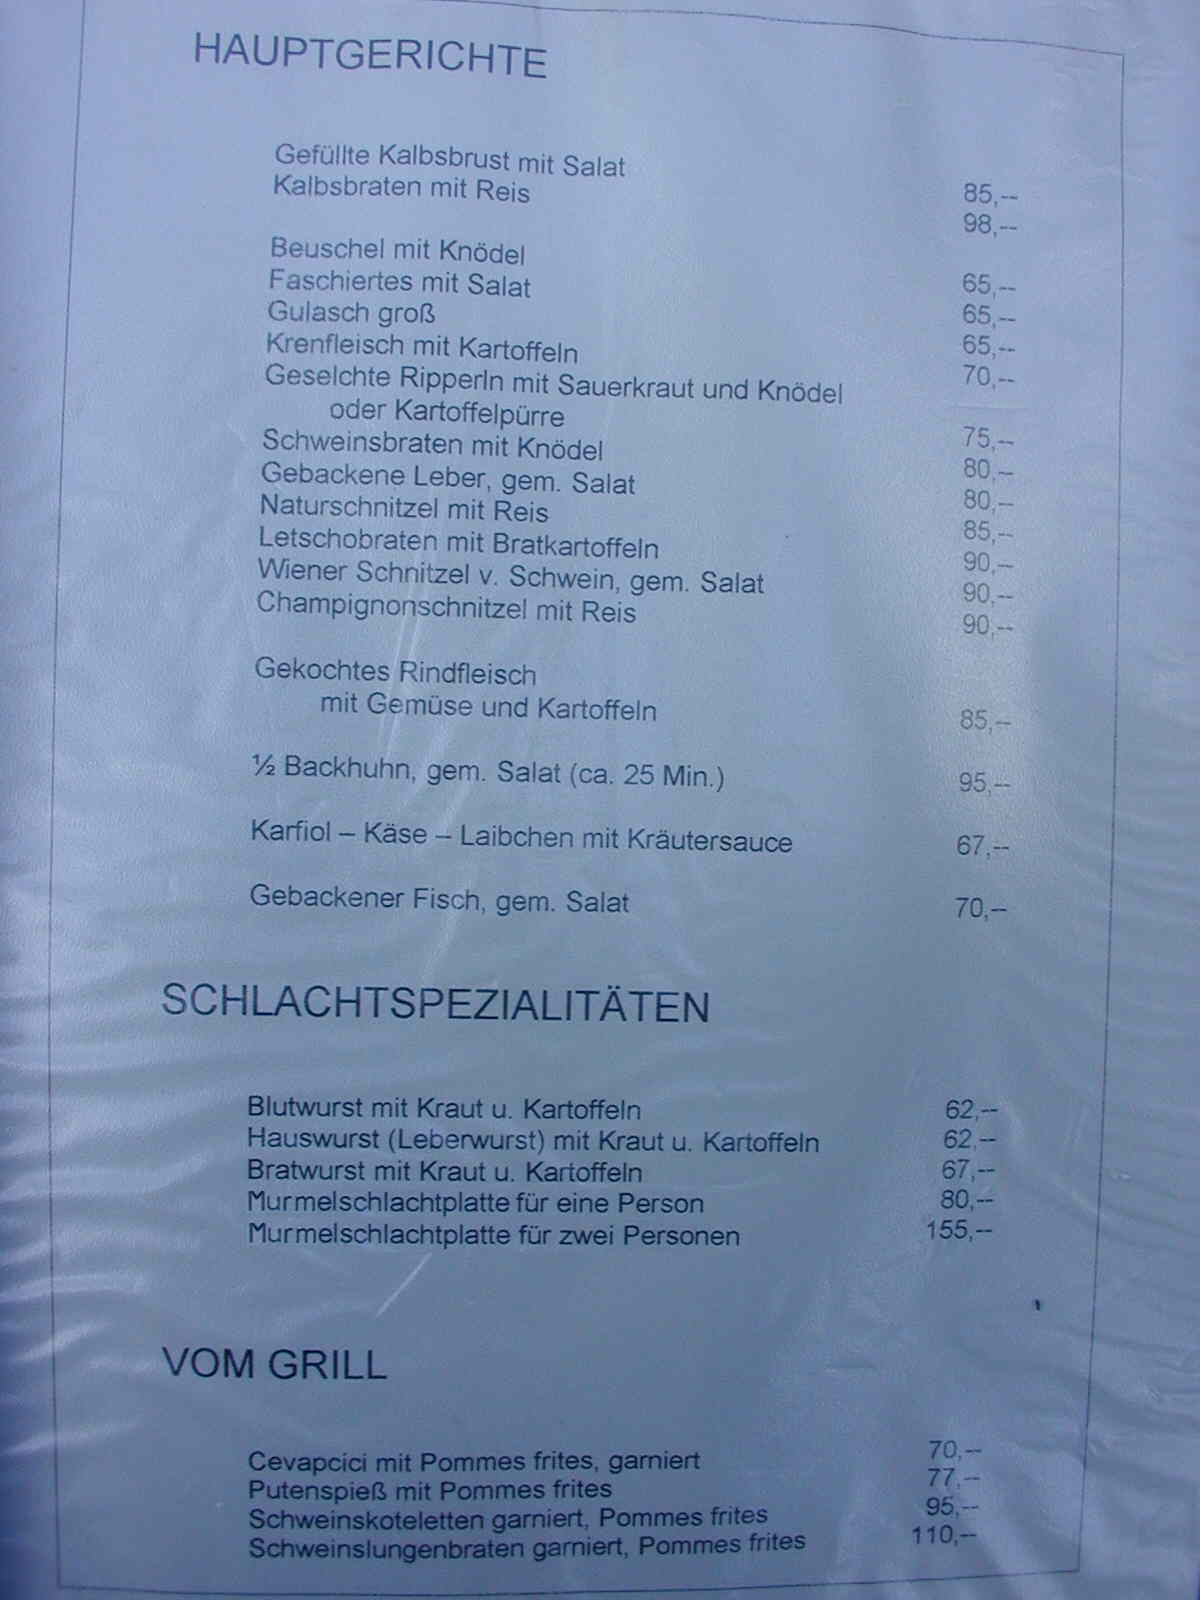 HAUPTGERICHTE
Gefüllte Kalbsbrust mit Salat 85,--
Kalbsbraten mit Reis 98,--
Beuschel mit Knödel 65,--
Faschiertes mit Salat 65,--
Gulasch groß 65,--
Krenfleisch mit Kartoffeln 70,--
Geselchte Ripperln mit Sauerkraut und Knödel
oder Kartoffelpürre 75,--
Schweinsbraten mit Knödel 80,--
Gebackene Leber, gem. Salat 80,--
Naturschnitzel mit Reis 85,--
Letschobraten mit Bratkartoffeln 90,--
Wiener Schnitzel v. Schwein, gem. Salat 90,--
Champignonschnitzel mit Reis 90,--
Gekochtes Rindfleisch
mit Gemüse und Kartoffeln 85,--
½ Backhuhn, gem. Salat (ca. 25 Min.) 95,--
Karfiol – Käse – Laibchen mit Kräutersauce 67,--
Gebackener Fisch, gem. Salat 70,--
SCHLACHTSPEZIALITÄTEN
Blutwurst mit Kraut u. Kartoffeln 62,--
Hauswurst (Leberwurst) mit Kraut u. Kartoffeln 62,--
Bratwurst mit Kraut u. Kartoffeln 67,--
Murmelschlachtplatte für eine Person 80,--
Murmelschlachtplatte für zwei Personen 155,--
VOM GRILL
Cevapcici mit Pommes frites, garniert 70,--
Putenspieß mit Pommes frites 77,--
Schweinskoteletten garniert, Pommes frites 95,--
Schweinslungenbraten garniert, Pommes frites 110,--